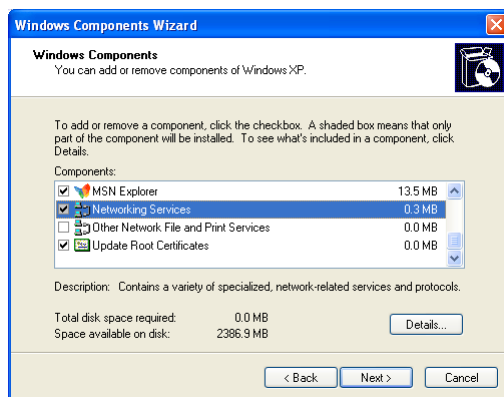 Windows Components Wizard
Windows Components
You can add or remove components of Windows XP.
To add or remove a component, click the checkbox. A shaded box means that only
part of the component will be installed. To see what's included in a component, click
Details.
Components:
MSN Explorer 13.5 MB
Networking Services 0.3 MB
Other Network File and Print Services 0.0 MB
Update Root Certificates 0.0 MB
Description: Contains a variety of specialized, network-related services and protocols.
Total disk space required: 0.0 MB
Space available on disk: 2386.9 MB
Details...
< Back Next > Cancel